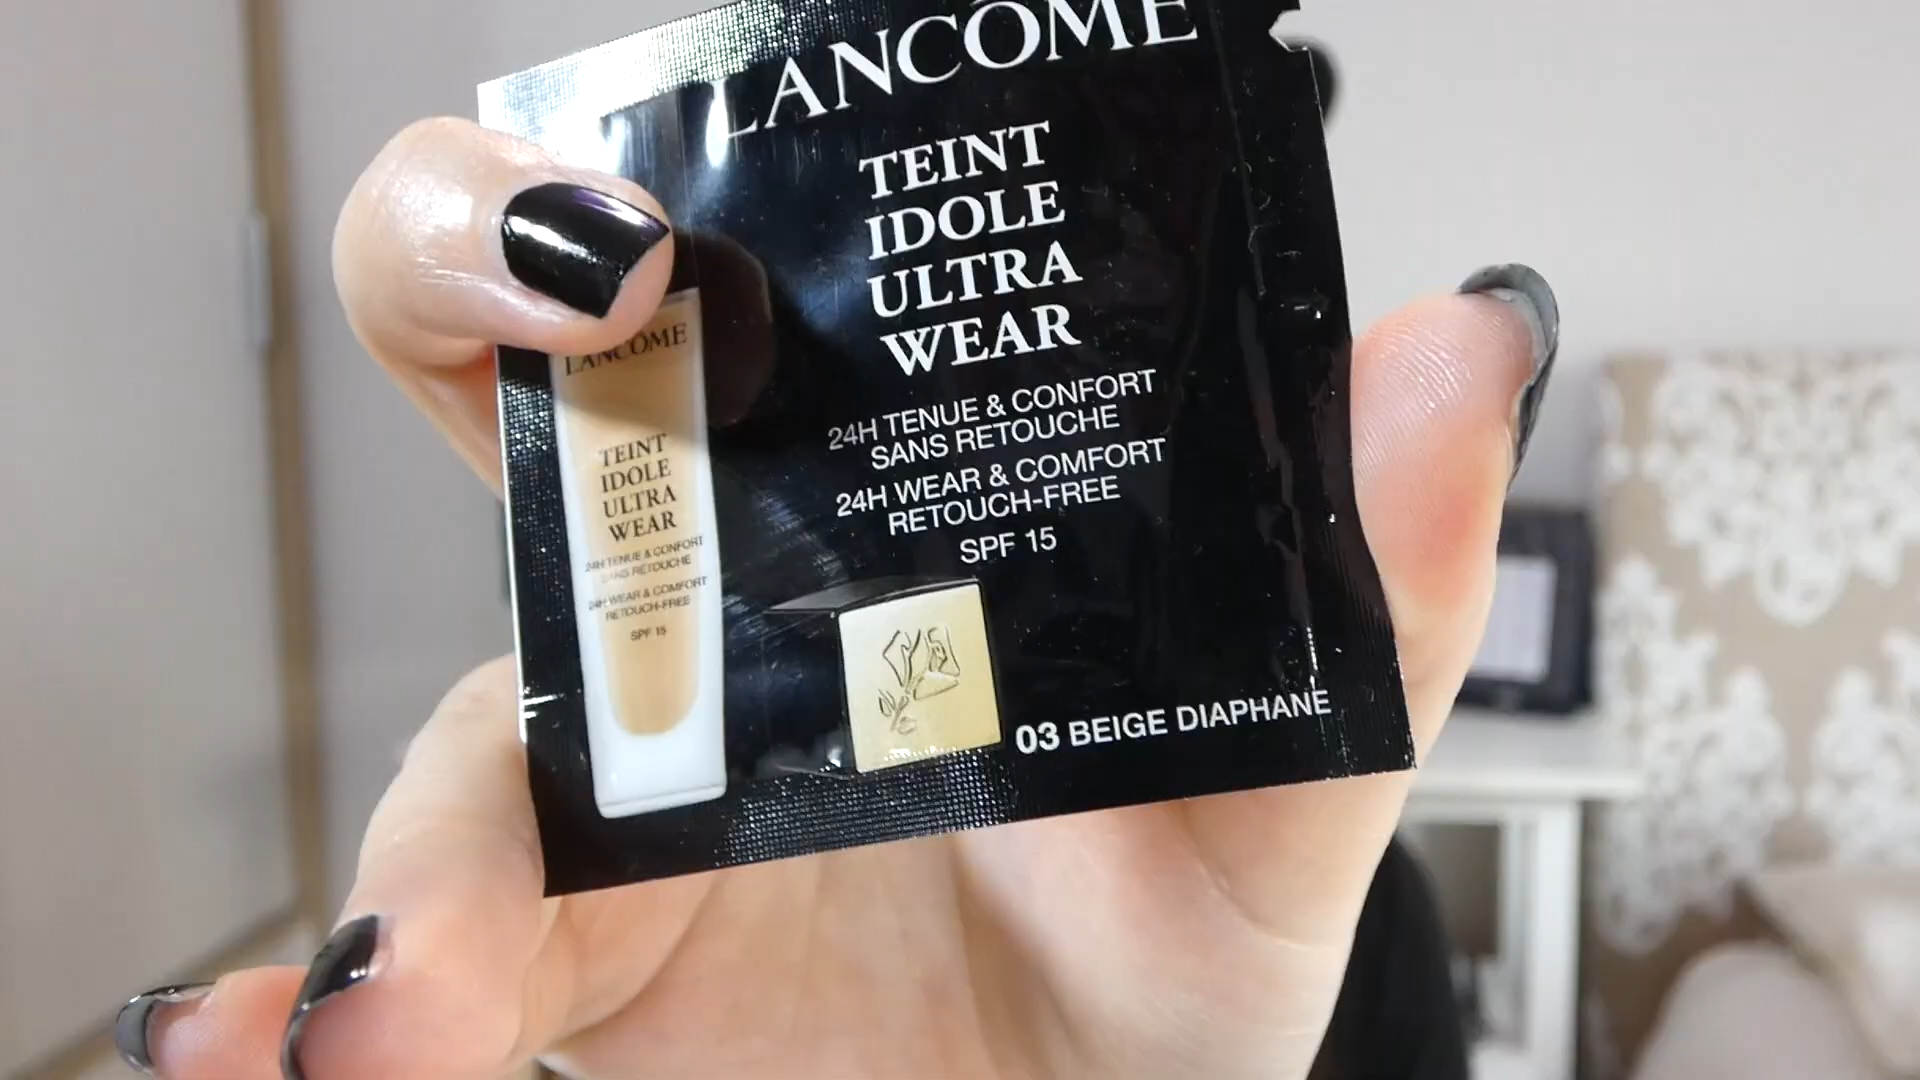 LANCÔME
TEINT
IDOLE
ULTRA
WEAR
24H TENUE & CONFORT
SANS RETOUCHE
24H WEAR & COMFORT
RETOUCH-FREE
SPF 15
LANCÔME
TEINT
IDOLE
ULTRA
WEAR
24H TENUE & CONFORT
SANS RETOUCHE
24H WEAR & COMFORT
RETOUCH-FREE
SPF 15
03 BEIGE DIAPHANE